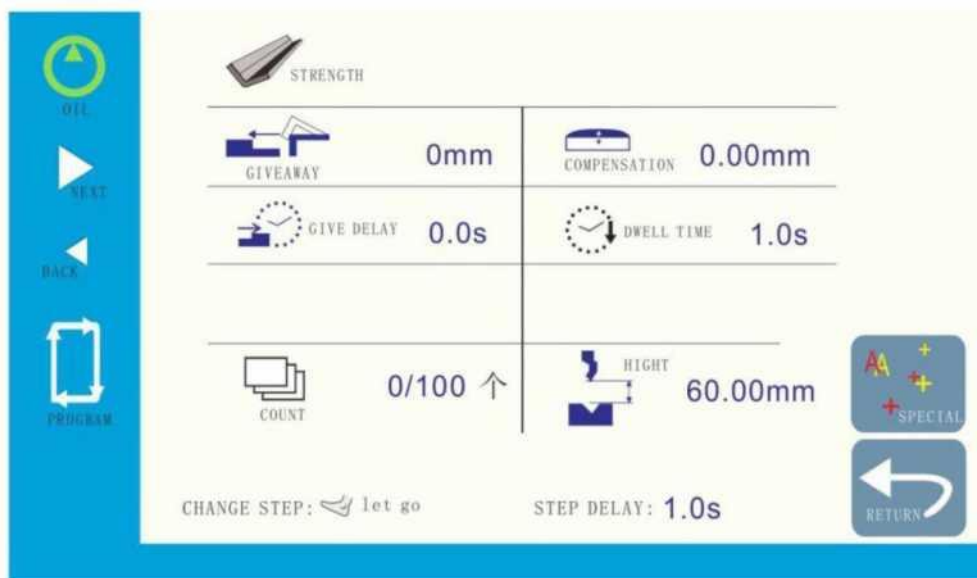 OIL
NEXT
BACK
PROGRAM
STRENGTH
GIVEAWAY 0mm
COMPENSATION 0.00mm
GIVE DELAY 0.0s
DWELL TIME 1.0s
COUNT 0/100 个
HIGHT 60.00mm
CHANGE STEP: let go
STEP DELAY: 1.0s
AA
SPECIAL
RETURN